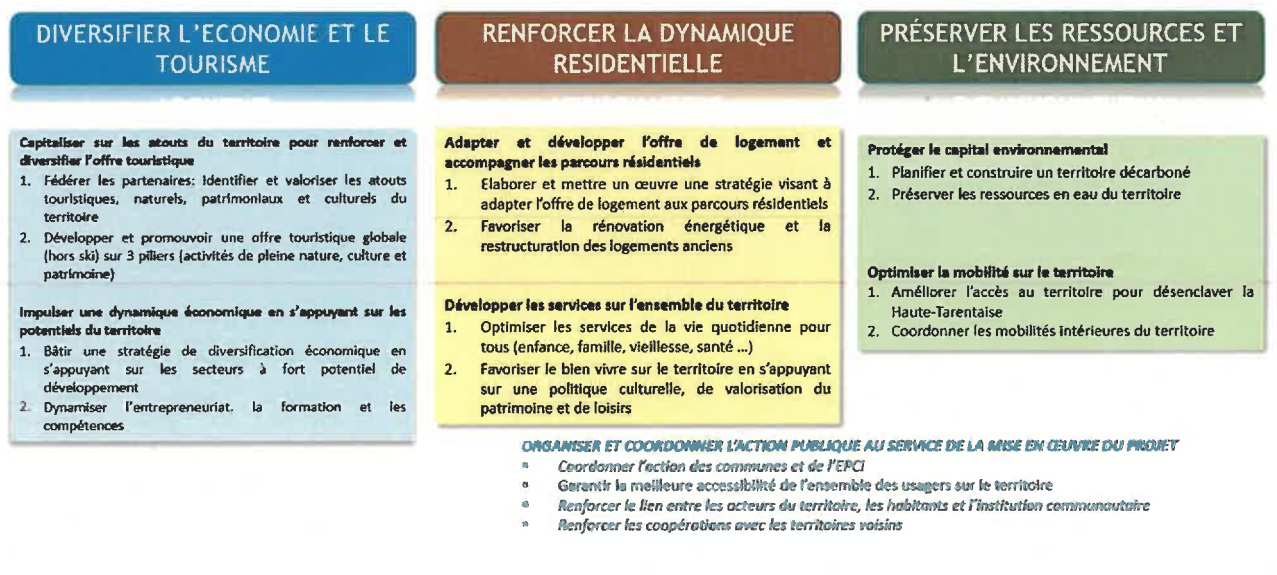 DIVERSIFIER L'ECONOMIE ET LE
TOURISME
Capitaliser sur les atouts du territoire pour renforcer et
diversifier l'offre touristique
1. Fédérer les partenaires: Identifier et valoriser les atouts
touristiques, naturels, patrimoniaux et culturels du
territoire
2. Développer et promouvoir une offre touristique globale
(hors ski) sur 3 piliers (activités de pleine nature, culture et
patrimoine)
Impulser une dynamique économique en s'appuyant sur les
potentiels du territoire
1. Bâtir une stratégie de diversification économique en
s'appuyant sur les secteurs à fort potentiel de
développement
2. Dynamiser l'entrepreneuriat. la formation et les
compétences
RENFORCER LA DYNAMIQUE
RESIDENTIELLE
Adapter et développer l'offre de logement et
accompagner les parcours résidentiels
1. Elaborer et mettre un œuvre une stratégie visant à
adapter l'offre de logement aux parcours résidentiels
2. Favoriser la rénovation énergétique et la
restructuration des logements anciens
Développer les services sur l'ensemble du territoire
1. Optimiser les services de la vie quotidienne pour
tous (enfance, famille, vieillesse, santé ...)
2. Favoriser le bien vivre sur le territoire en s'appuyant
sur une politique culturelle, de valorisation du
patrimoine et de loisirs
PRÉSERVER LES RESSOURCES ET
L'ENVIRONNEMENT
Protéger le capital environnemental
1. Planifier et construire un territoire décarboné
2. Préserver les ressources en eau du territoire
Optimiser la mobilité sur le territoire
1. Améliorer l'accès au territoire pour désenclaver la
Haute-Tarentaise
2. Coordonner les mobilités intérieures du territoire
ORGANISER ET COORDONNER L'ACTION PUBLIQUE AU SERVICE DE LA MISE EN ŒUVRE DU PROJET
▫ Coordonner l'action des communes et de l'EPCI
▫ Garantir la meilleure accessibilité de l'ensemble des usagers sur le territoire
▫ Renforcer le lien entre les acteurs du territoire, les habitants et l'institution communautaire
▫ Renforcer les coopérations avec les territoires voisins